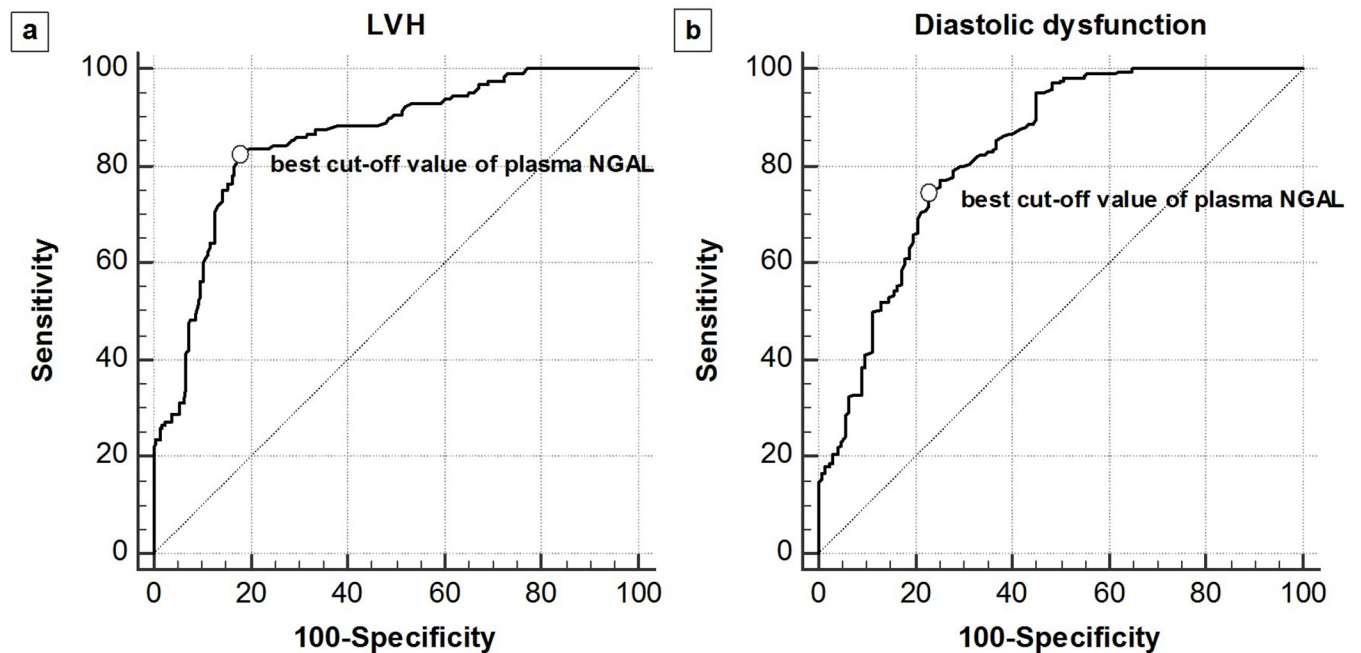 a
LVH
100
80
60
40
20
0
Sensitivity
best cut-off value of plasma NGAL
0 20 40 60 80 100
100-Specificity
b
Diastolic dysfunction
100
80
60
40
20
0
Sensitivity
best cut-off value of plasma NGAL
0 20 40 60 80 100
100-Specificity